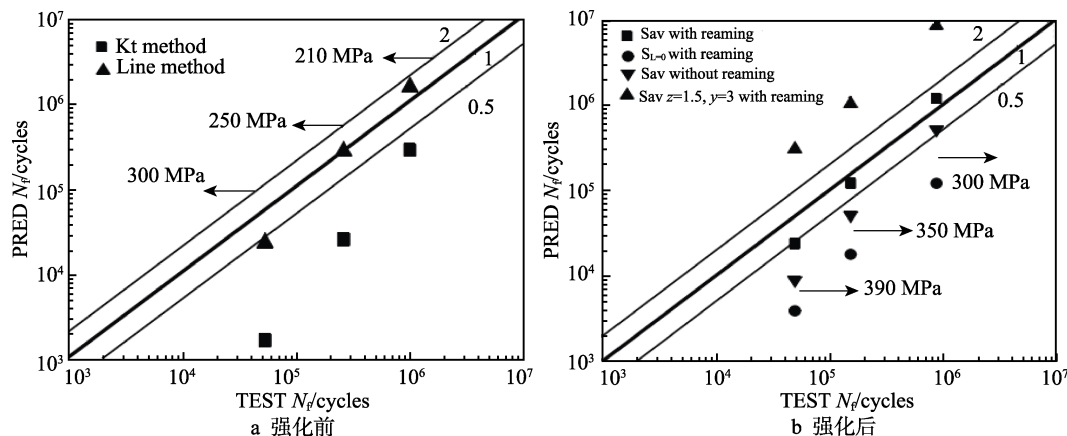 Kt method
Line method
210 MPa
250 MPa
300 MPa
2
1
0.5
PRED Nf/cycles
10⁷
10⁶
10⁵
10⁴
10³
10³ 10⁴ 10⁵ 10⁶ 10⁷
TEST Nf/cycles
a 强化前
Sav with reaming
SL=0 with reaming
Sav without reaming
Sav z=1.5, y=3 with reaming
2
1
0.5
300 MPa
350 MPa
390 MPa
PRED Nf/cycles
10⁷
10⁶
10⁵
10⁴
10³
10³ 10⁴ 10⁵ 10⁶ 10⁷
TEST Nf/cycles
b 强化后